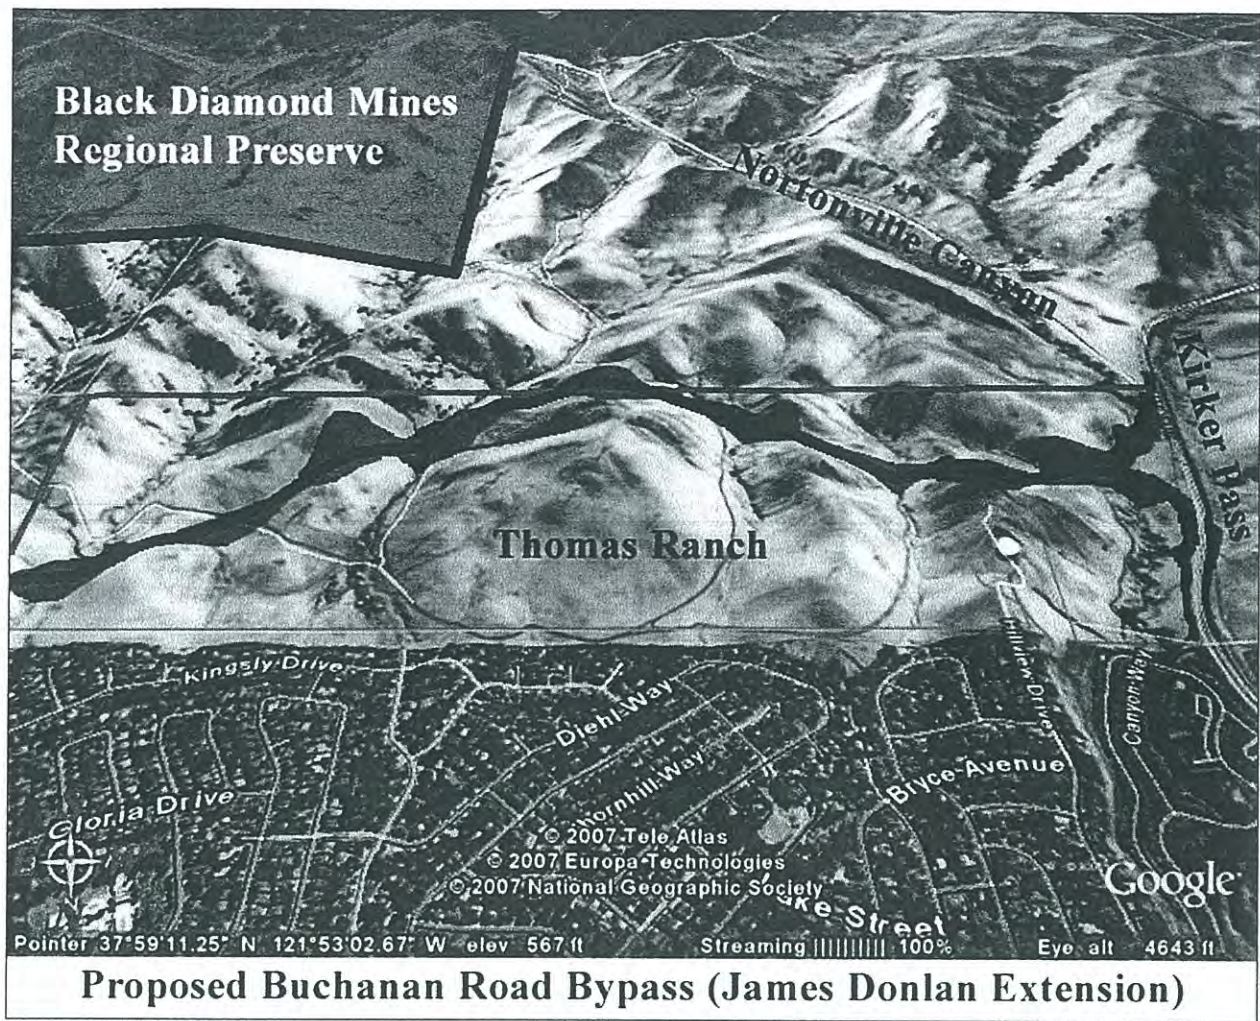 Black Diamond Mines
Regional Preserve
Nortonville Canyon
Kirker Pass
Thomas Ranch
Hillview Drive
Canyon Way
Kingsly Drive
Diehl Way
Bryce Avenue
Gloria Drive
© 2007 Tele Atlas
© 2007 Europa Technologies
© 2007 National Geographic Society
Street
Google
Pointer 37°59'11.25" N 121°53'02.67" W elev 567 ft
Streaming |||||||||| 100%
Eye alt 4643 ft
Proposed Buchanan Road Bypass (James Donlan Extension)